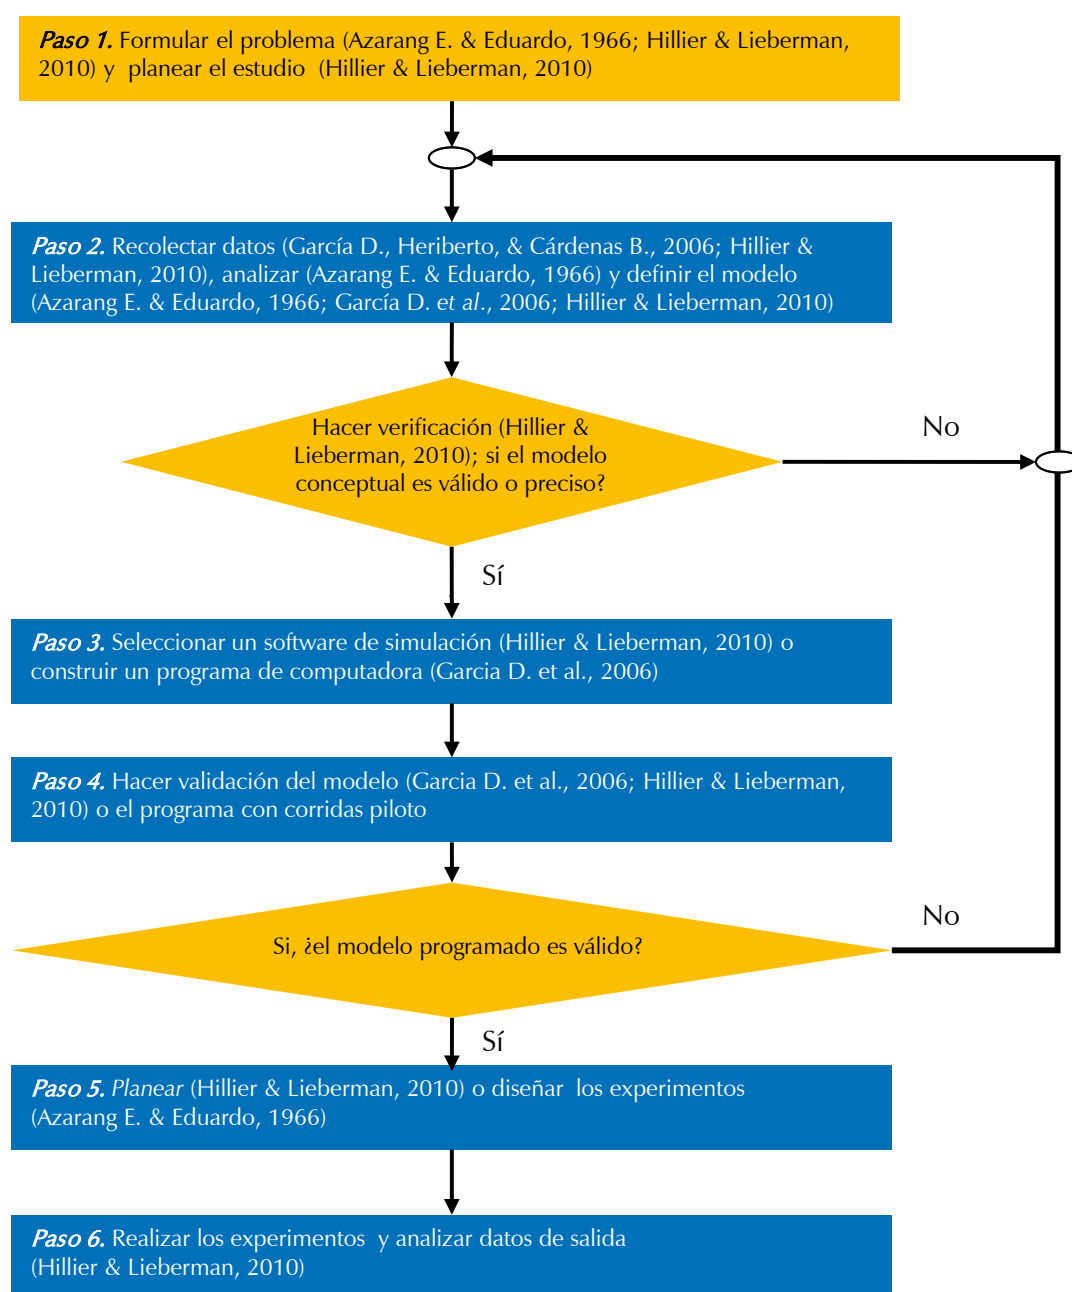 Paso 1. Formular el problema (Azarang E. & Eduardo, 1966; Hillier & Lieberman,
2010) y planear el estudio (Hillier & Lieberman, 2010)
Paso 2. Recolectar datos (García D., Heriberto, & Cárdenas B., 2006; Hillier &
Lieberman, 2010), analizar (Azarang E. & Eduardo, 1966) y definir el modelo
(Azarang E. & Eduardo, 1966; García D. et al., 2006; Hillier & Lieberman, 2010)
Hacer verificación (Hillier &
Lieberman, 2010); si el modelo
conceptual es válido o preciso?
No
Sí
Paso 3. Seleccionar un software de simulación (Hillier & Lieberman, 2010) o
construir un programa de computadora (Garcia D. et al., 2006)
Paso 4. Hacer validación del modelo (Garcia D. et al., 2006; Hillier & Lieberman,
2010) o el programa con corridas piloto
Si, ¿el modelo programado es válido?
No
Sí
Paso 5. Planear (Hillier & Lieberman, 2010) o diseñar los experimentos
(Azarang E. & Eduardo, 1966)
Paso 6. Realizar los experimentos y analizar datos de salida
(Hillier & Lieberman, 2010)